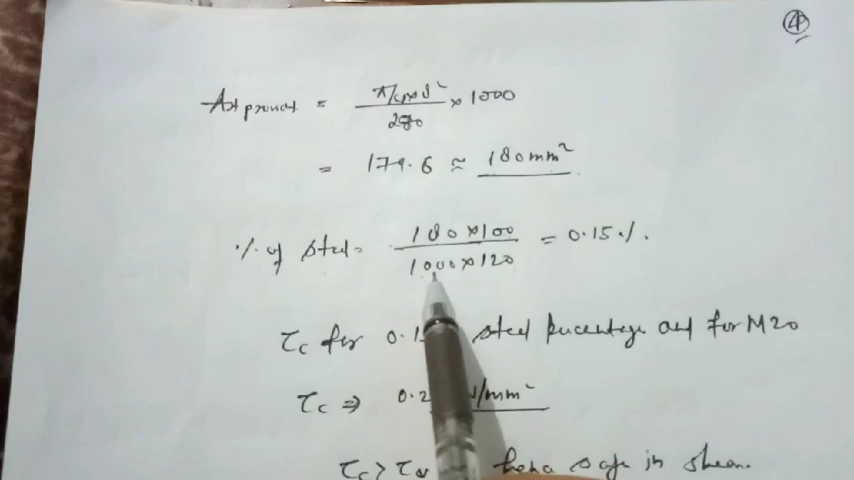 4
Ast provided = π/4×8² / 280 × 1000
= 179.6 ≈ 180mm²
% of steel = 180×100 / 1000×120 = 0.15%.
τc for 0.1 steel percentage and for M20
τc ⇒ 0.2 N/mm²
τc > τv hence safe in shear.